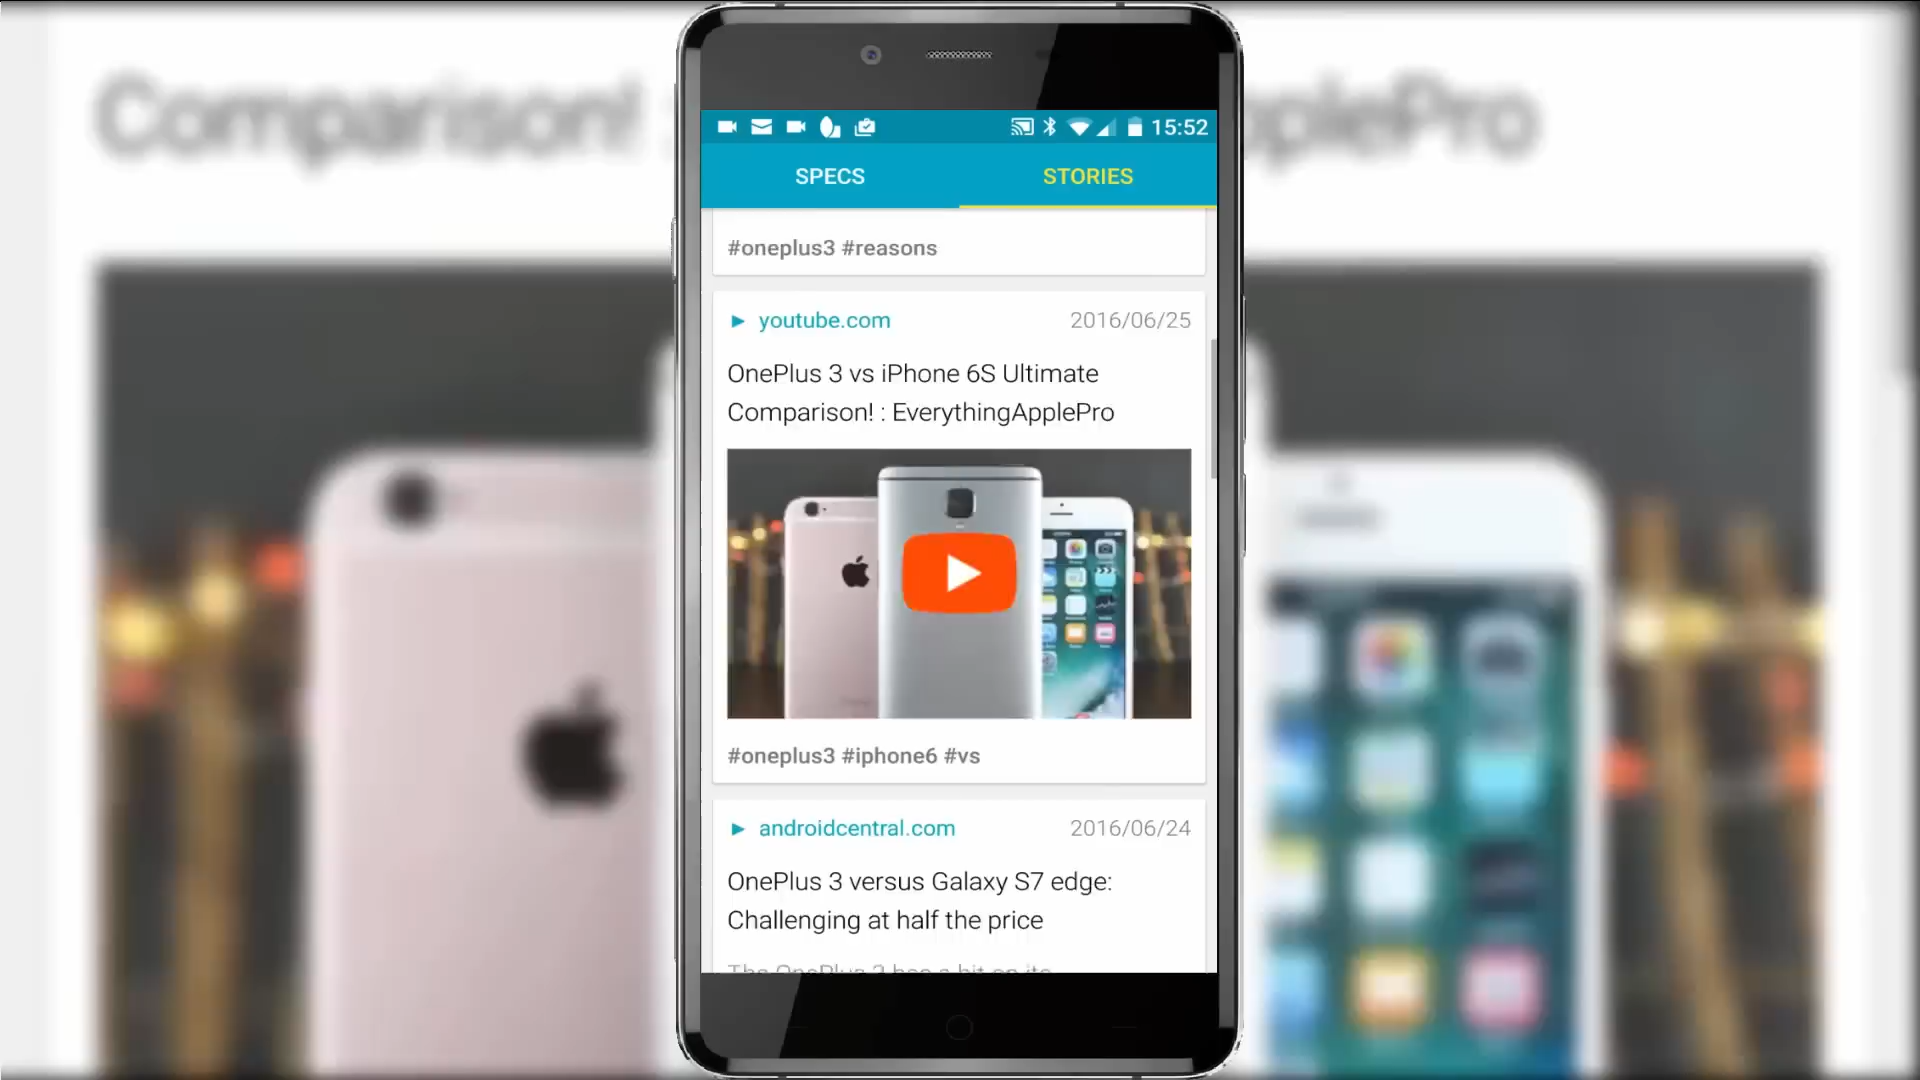 Comparison!
applePro
15:52
SPECS
STORIES
#oneplus3 #reasons
youtube.com
2016/06/25
OnePlus 3 vs iPhone 6S Ultimate
Comparison! : EverythingApplePro
#oneplus3 #iphone6 #vs
androidcentral.com
2016/06/24
OnePlus 3 versus Galaxy S7 edge:
Challenging at half the price